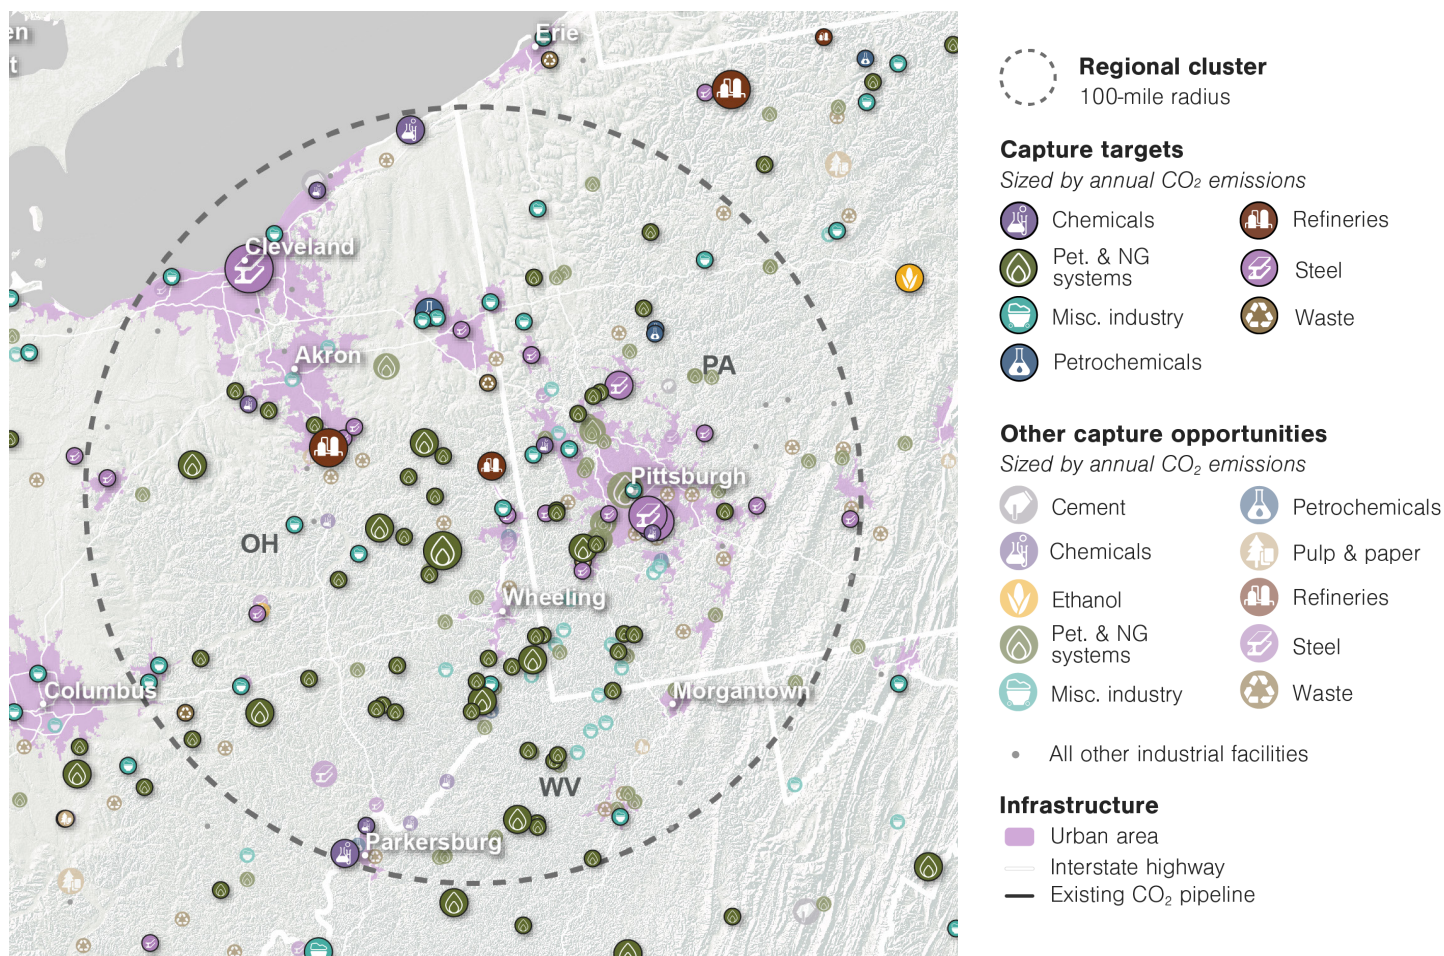 en
t
Erie
Cleveland
Akron
PA
Pittsburgh
OH
Wheeling
Columbus
Morgantown
WV
Parkersburg
Regional cluster
100-mile radius
Capture targets
Sized by annual CO₂ emissions
Chemicals
Refineries
Pet. & NG
systems
Steel
Misc. industry
Waste
Petrochemicals
Other capture opportunities
Sized by annual CO₂ emissions
Cement
Petrochemicals
Chemicals
Pulp & paper
Ethanol
Refineries
Pet. & NG
systems
Steel
Misc. industry
Waste
All other industrial facilities
Infrastructure
Urban area
Interstate highway
Existing CO₂ pipeline